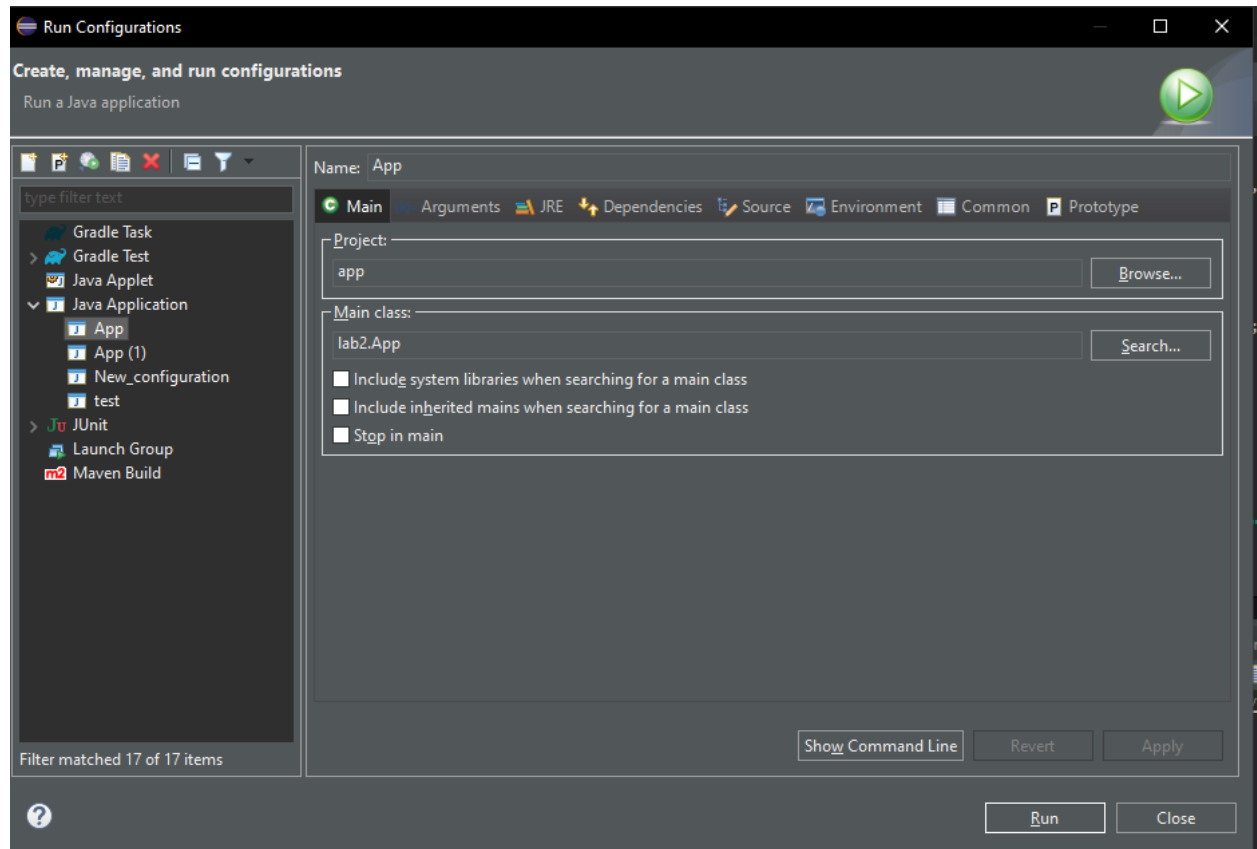 Run Configurations
Create, manage, and run configurations
Run a Java application
type filter text
Gradle Task
Gradle Test
Java Applet
Java Application
App
App (1)
New_configuration
test
JUnit
Launch Group
Maven Build
Filter matched 17 of 17 items
Name: App
Main Arguments JRE Dependencies Source Environment Common Prototype
Project:
app Browse...
Main class:
lab2.App Search...
Include system libraries when searching for a main class
Include inherited mains when searching for a main class
Stop in main
Show Command Line Revert Apply
Run Close